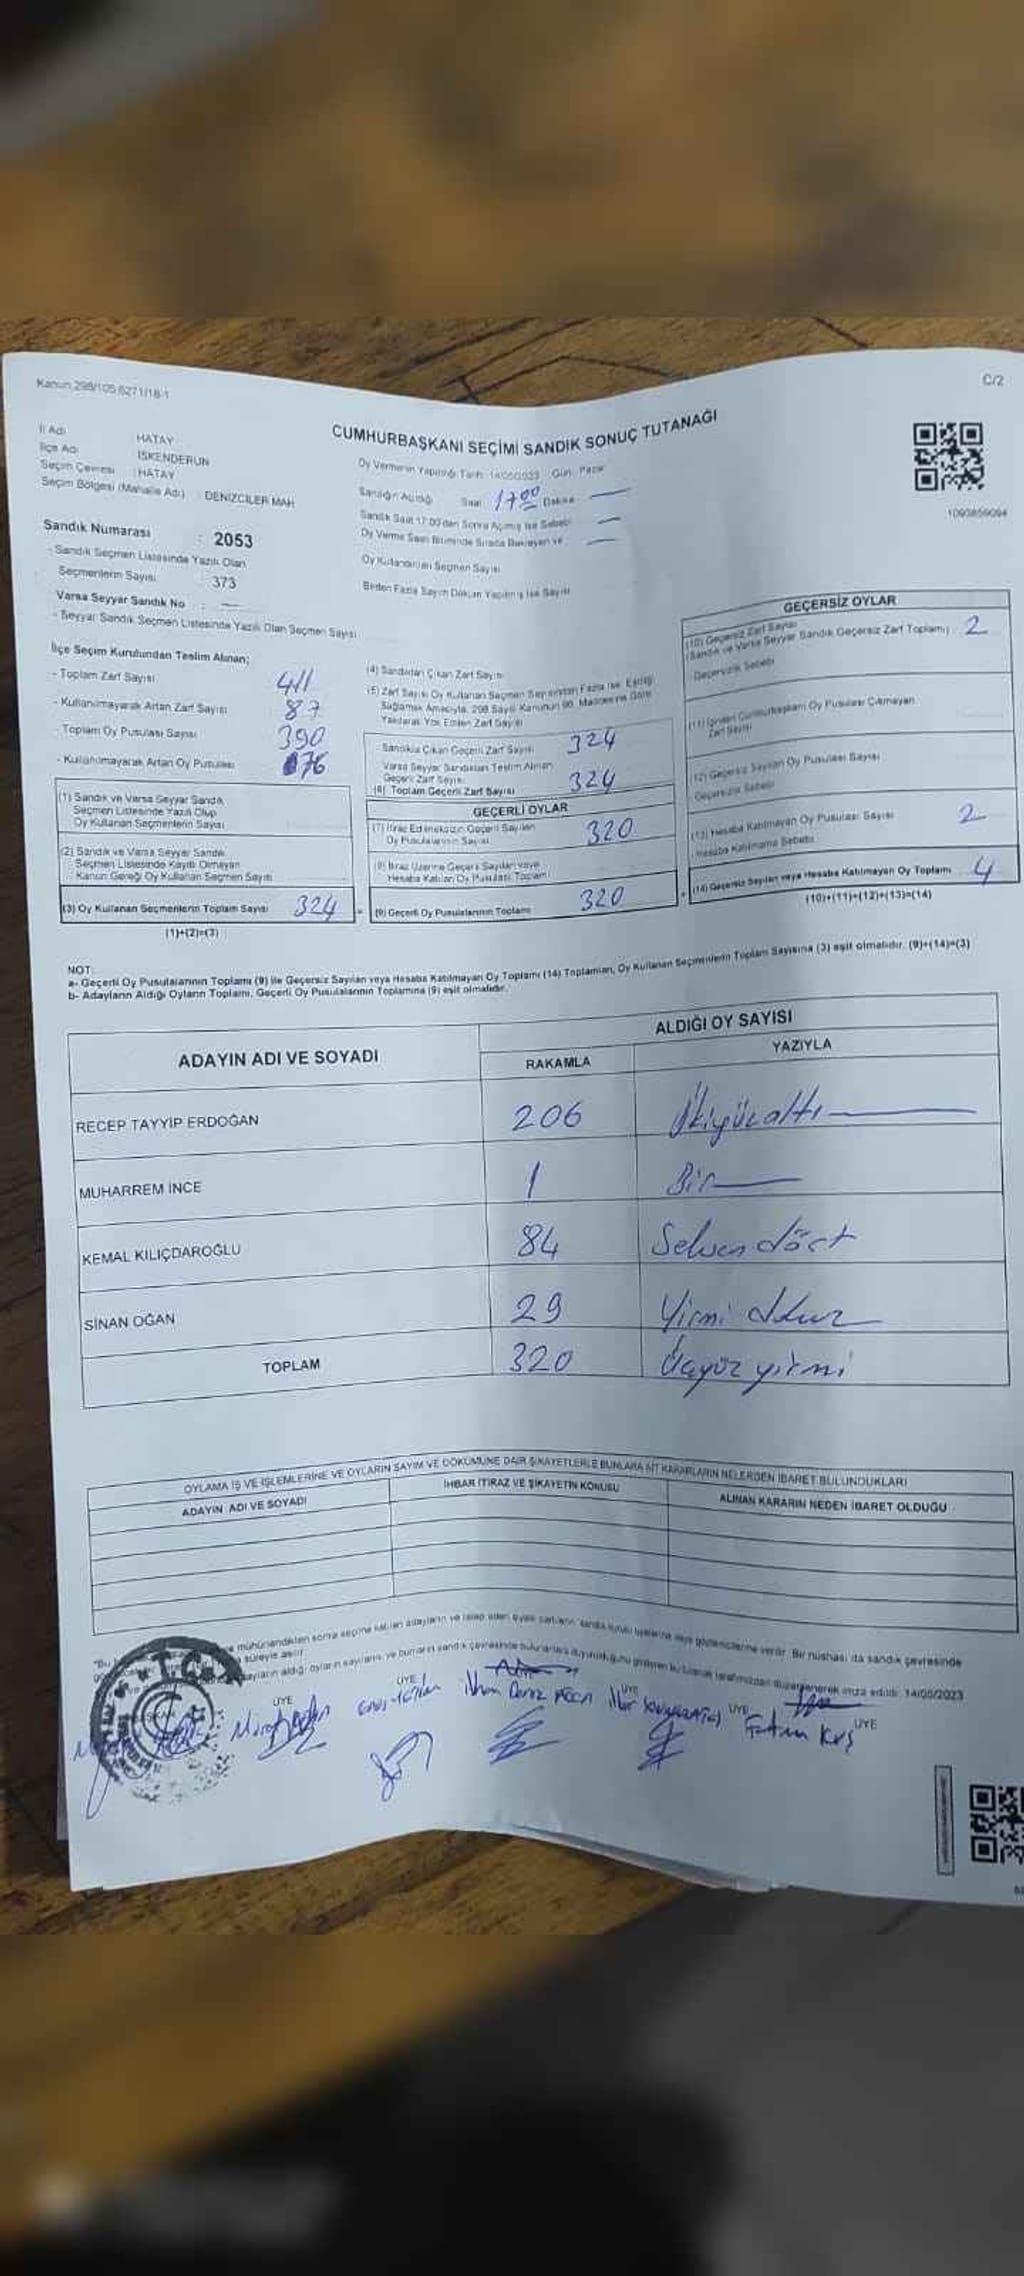 Kanun 298/105 6271/18-1
C/2
CUMHURBAŞKANI SEÇİMİ SANDIK SONUÇ TUTANAĞI
İl Adı HATAY
İlçe Adı İSKENDERUN
Seçim Çevresi : HATAY
Seçim Bölgesi (Mahalle Adı) DENİZCİLER MAH
Oy Vermenin Yapıldığı Tarih: 14/05/2023 Gün: Pazar
Sandığın Açıldığı Saat 17 00 Dakika —
Sandık Saat 17:00'den Sonra Açılmış İse Sebebi —
Oy Verme Saati Bitiminde Sırada Bekleyen ve —
Oy Kullandırılan Seçmen Sayısı
Birden Fazla Sayım Döküm Yapılmış İse Sayısı
1093859094
Sandık Numarası : 2053
- Sandık Seçmen Listesinde Yazılı Olan
Seçmenlerin Sayısı 373
Varsa Seyyar Sandık No : —
- Seyyar Sandık Seçmen Listesinde Yazılı Olan Seçmen Sayısı
İlçe Seçim Kurulundan Teslim Alınan;
- Toplam Zarf Sayısı 411
- Kullanılmayarak Artan Zarf Sayısı 87
- Toplam Oy Pusulası Sayısı 390
- Kullanılmayarak Artan Oy Pusulası 76
(1) Sandık ve Varsa Seyyar Sandık
Seçmen Listesinde Yazılı Olup
Oy Kullanan Seçmenlerin Sayısı
(2) Sandık ve Varsa Seyyar Sandık
Seçmen Listesinde Kayıtlı Olmayan
Kanun Gereği Oy Kullanan Seçmen Sayısı
(3) Oy Kullanan Seçmenlerin Toplam Sayısı 324
(1)+(2)=(3)
(4) Sandıktan Çıkan Zarf Sayısı
(5) Zarf Sayısı Oy Kullanan Seçmen Sayısından Fazla İse, Eşitliği
Sağlamak Amacıyla, 298 Sayılı Kanunun 98. Maddesine Göre
Yakılarak Yok Edilen Zarf Sayısı
Sandıkta Çıkan Geçerli Zarf Sayısı 324
Varsa Seyyar Sandıktan Teslim Alınan
Geçerli Zarf Sayısı
(6) Toplam Geçerli Zarf Sayısı 324
GEÇERLİ OYLAR
(7) İtiraz Edilmeksizin Geçerli Sayılan
Oy Pusulalarının Sayısı 320
(8) İtiraz Üzerine Geçerli Sayılan veya
Hesaba Katılan Oy Pusulası Toplamı
(9) Geçerli Oy Pusulalarının Toplamı 320
GEÇERSİZ OYLAR
(10) Geçersiz Zarf Sayısı
(Sandık ve Varsa Seyyar Sandık Geçersiz Zarf Toplamı) 2
Geçersizlik Sebebi
(11) İçinden Cumhurbaşkanı Oy Pusulası Çıkmayan
Zarf Sayısı
(12) Geçersiz Sayılan Oy Pusulası Sayısı
Geçersizlik Sebebi
(13) Hesaba Katılmayan Oy Pusulası Sayısı 2
Hesaba Katılmama Sebebi
(14) Geçersiz Sayılan veya Hesaba Katılmayan Oy Toplamı 4
(10)+(11)+(12)+(13)=(14)
NOT:
a- Geçerli Oy Pusulalarının Toplamı (9) ile Geçersiz Sayılan veya Hesaba Katılmayan Oy Toplamı (14) Toplamları, Oy Kullanan Seçmenlerin Toplam Sayısına (3) eşit olmalıdır. (9)+(14)=(3)
b- Adayların Aldığı Oyların Toplamı, Geçerli Oy Pusulalarının Toplamına (9) eşit olmalıdır.
ADAYIN ADI VE SOYADI
ALDIĞI OY SAYISI
RAKAMLA YAZIYLA
RECEP TAYYİP ERDOĞAN 206 İkiyüzaltı
MUHARREM İNCE 1 Bir
KEMAL KILIÇDAROĞLU 84 Seksen dört
SİNAN OĞAN 29 Yirmi dokuz
TOPLAM 320 üçyüz yirmi
OYLAMA İŞ VE İŞLEMLERİNE VE OYLARIN SAYIM VE DÖKÜMÜNE DAİR ŞİKAYETLERLE BUNLARA AİT KARARLARIN NELERDEN İBARET BULUNDUKLARI
ADAYIN ADI VE SOYADI
İHBAR İTİRAZ VE ŞİKAYETİN KONUSU
ALINAN KARARIN NEDEN İBARET OLDUĞU
"Bu mühürlendikten sonra seçime katılan adayların ve talep eden siyasi partilerin sandık kurulu üyelerine veya gözlemcilerine verilir. Bir nüshası da sandık çevresinde
süreyle asılır
adayların aldığı oyların sayılarını, ve bunların sandık çevresinde bulunanlara duyurulduğunu gösteren bu tutanak tarafımızdan düzenlenerek imza edildi. 14/05/2023
T.C.
ÜYE ÜYE ÜYE ÜYE ÜYE
Fatma Kuş